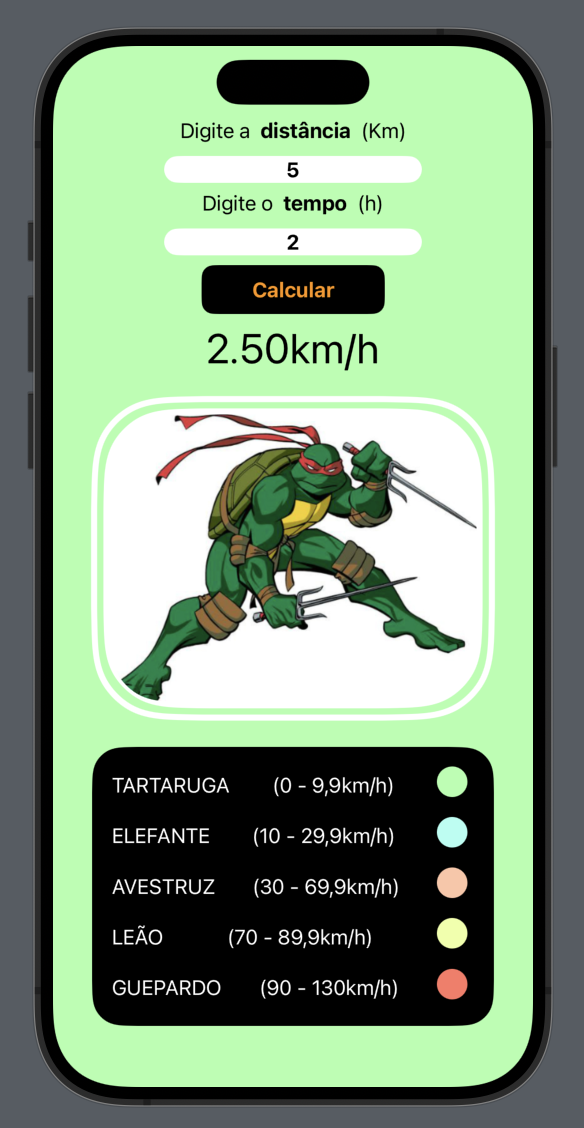 Digite a distância (Km)
5
Digite o tempo (h)
2
Calcular
2.50km/h
TARTARUGA (0 - 9,9km/h)
ELEFANTE (10 - 29,9km/h)
AVESTRUZ (30 - 69,9km/h)
LEÃO (70 - 89,9km/h)
GUEPARDO (90 - 130km/h)